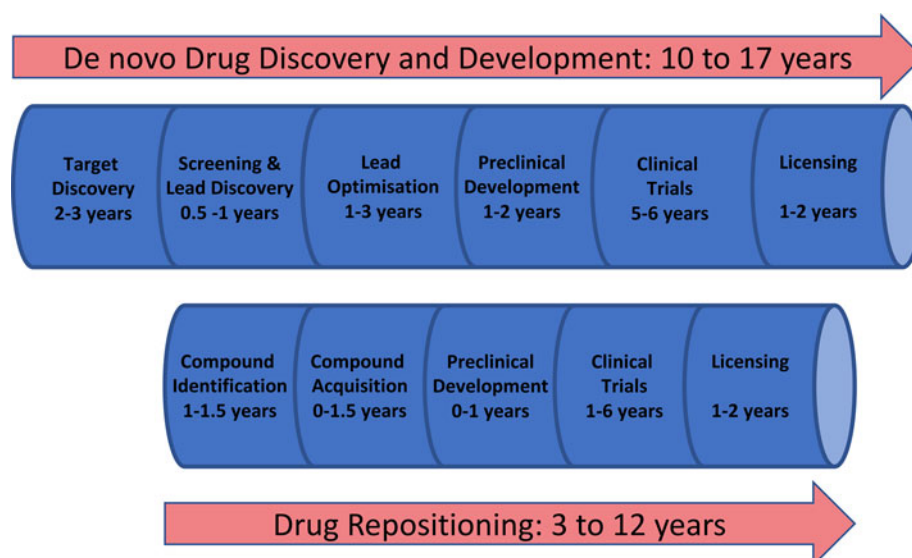 De novo Drug Discovery and Development: 10 to 17 years
Target
Discovery
2-3 years
Screening &
Lead Discovery
0.5 -1 years
Lead
Optimisation
1-3 years
Preclinical
Development
1-2 years
Clinical
Trials
5-6 years
Licensing
1-2 years
Compound
Identification
1-1.5 years
Compound
Acquisition
0-1.5 years
Preclinical
Development
0-1 years
Clinical
Trials
1-6 years
Licensing
1-2 years
Drug Repositioning: 3 to 12 years